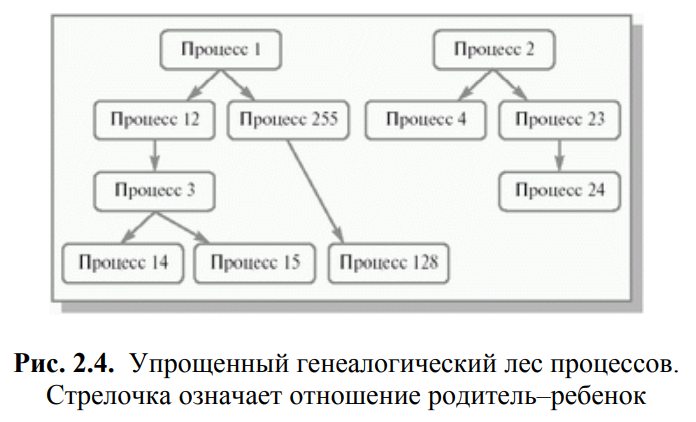 Процесс 1
Процесс 2
Процесс 12
Процесс 255
Процесс 4
Процесс 23
Процесс 3
Процесс 24
Процесс 14
Процесс 15
Процесс 128
Рис. 2.4. Упрощенный генеалогический лес процессов.
Стрелочка означает отношение родитель–ребенок